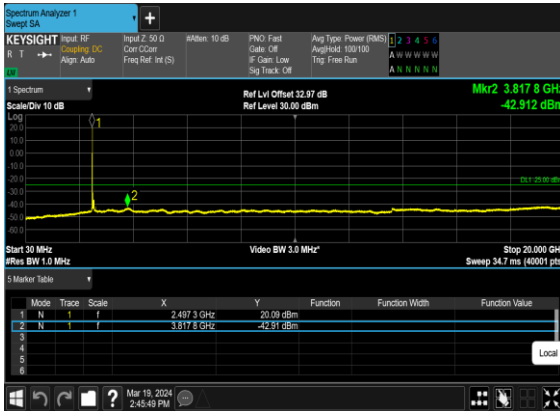 Spectrum Analyzer 1
Swept SA
+
KEYSIGHT Input: RF Input Z: 50 Ω #Atten: 10 dB PNO: Fast Avg Type: Power (RMS) 1 2 3 4 5 6
R T Coupling: DC Corr CCorr Gate: Off Avg|Hold: 100/100 A W W W W W
Align: Auto Freq Ref: Int (S) IF Gain: Low Trig: Free Run
Sig Track: Off A N N N N N
1 Spectrum
Ref Lvl Offset 32.97 dB Mkr2 3.817 8 GHz
Scale/Div 10 dB Ref Level 30.00 dBm -42.912 dBm
Log
1
20.0
10.0
0.00
-10.0
DL1 -25.00 dBm
-20.0
-30.0
2
-40.0
-50.0
-60.0
Start 30 MHz Video BW 3.0 MHz* Stop 20.000 GHz
#Res BW 1.0 MHz Sweep 34.7 ms (40001 pts)
5 Marker Table
Mode Trace Scale X Y Function Function Width Function Value
1 N 1 f 2.497 3 GHz 20.09 dBm
2 N 1 f 3.817 8 GHz -42.91 dBm
3
4
5
6
Local
? Mar 19, 2024
2:45:49 PM